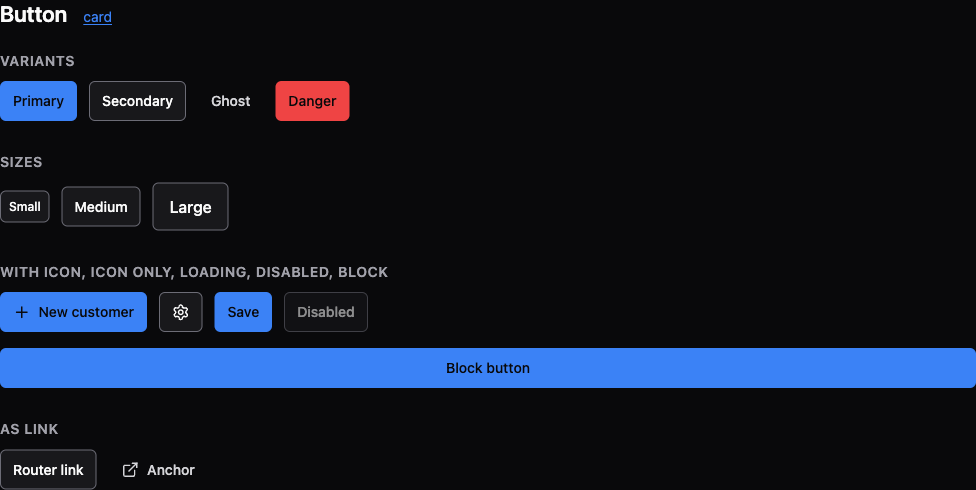 Button card
VARIANTS
Primary Secondary Ghost Danger
SIZES
Small Medium Large
WITH ICON, ICON ONLY, LOADING, DISABLED, BLOCK
New customer Save Disabled
Block button
AS LINK
Router link Anchor